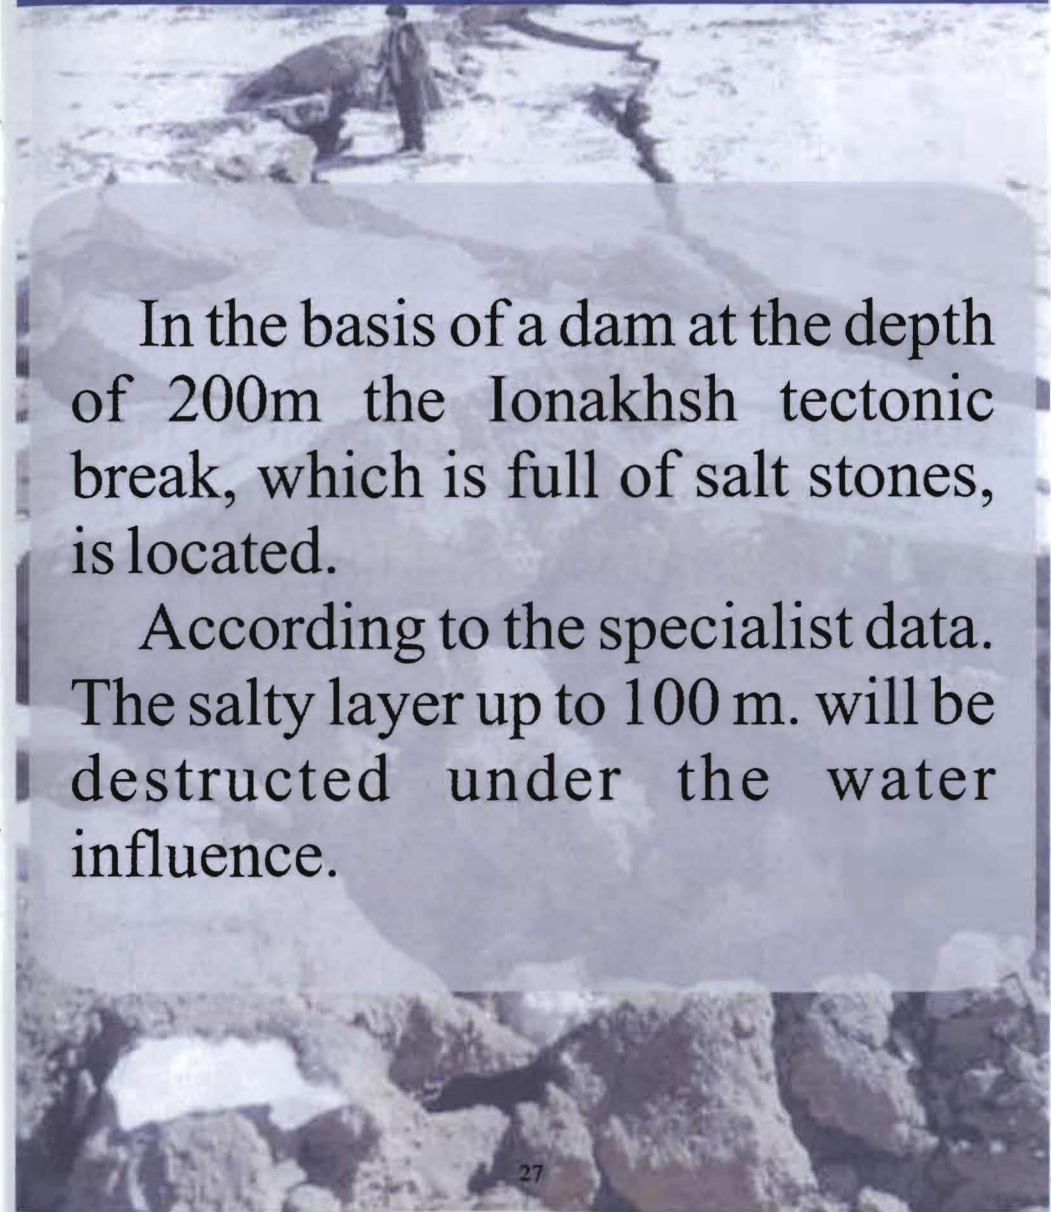 In the basis of a dam at the depth
of 200m the Ionakhsh tectonic
break, which is full of salt stones,
is located.
According to the specialist data.
The salty layer up to 100 m. will be
destructed under the water
influence.
27